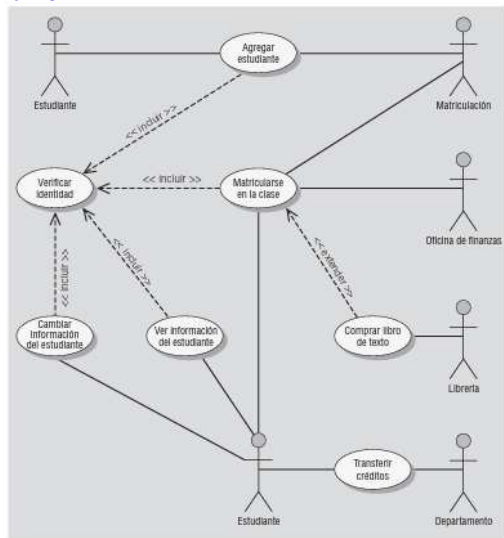 Agregar
estudiante
Estudiante
Matriculación
<< incluir >>
<< incluir >>
Verificar
identidad
Matricularse
en la clase
Oficina de finanzas
<< incluir >>
<< incluir >>
<< extender >>
Cambiar
información
del estudiante
Ver información
del estudiante
Comprar libro
de texto
Librería
Transferir
créditos
Estudiante
Departamento